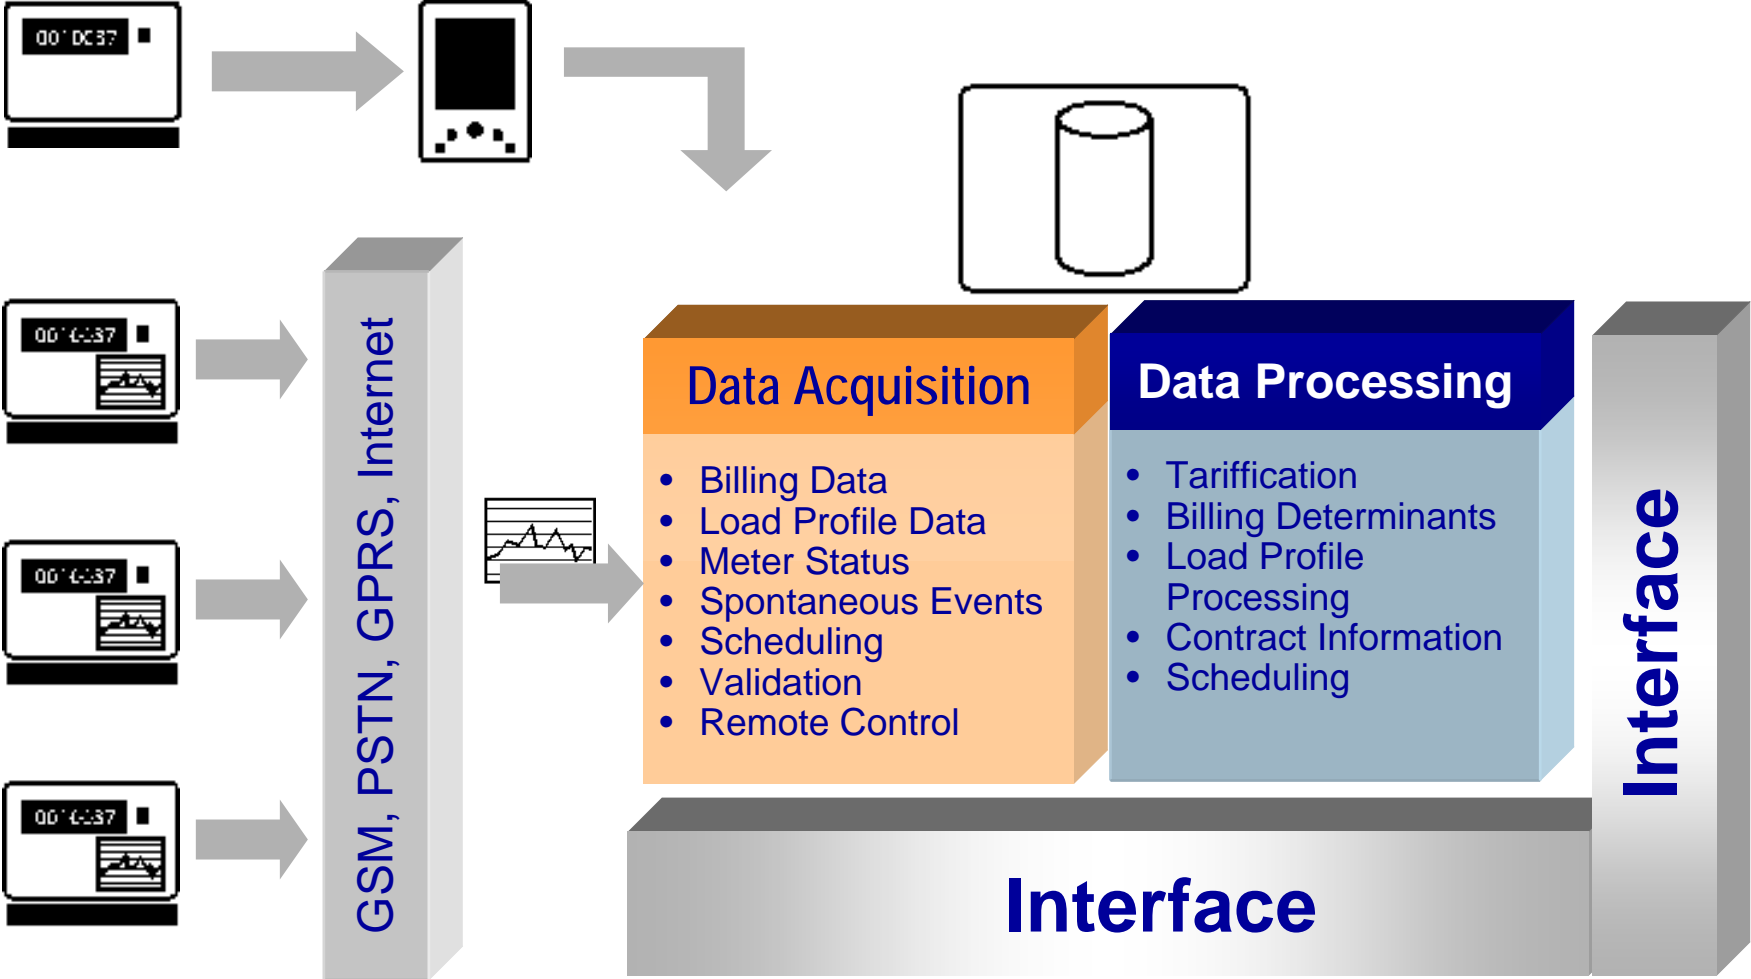 GSM, PSTN, GPRS, Internet
Data Acquisition
• Billing Data
• Load Profile Data
• Meter Status
• Spontaneous Events
• Scheduling
• Validation
• Remote Control
Data Processing
• Tariffication
• Billing Determinants
• Load Profile
Processing
• Contract Information
• Scheduling
Interface
Interface